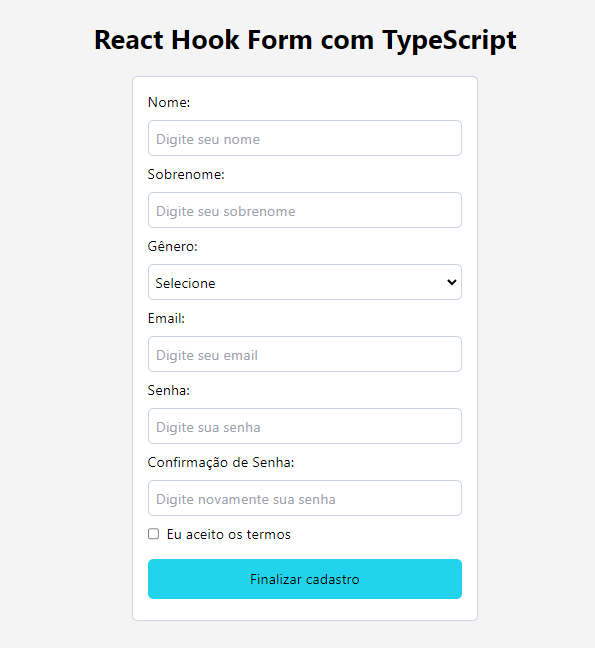 React Hook Form com TypeScript
Nome:
Digite seu nome
Sobrenome:
Digite seu sobrenome
Gênero:
Selecione
Email:
Digite seu email
Senha:
Digite sua senha
Confirmação de Senha:
Digite novamente sua senha
Eu aceito os termos
Finalizar cadastro